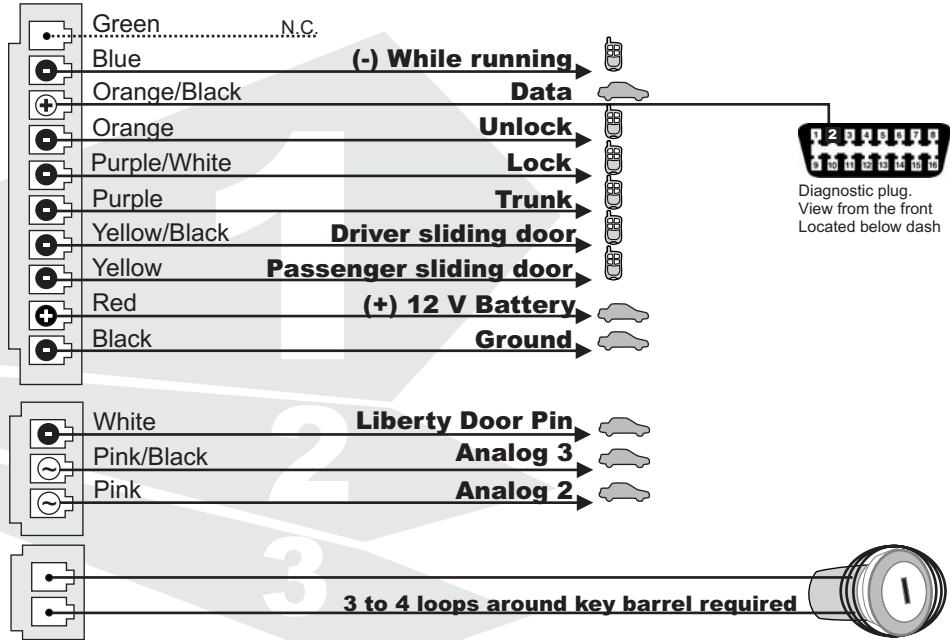 Green N.C.
Blue (-) While running
Orange/Black Data
Orange Unlock
Purple/White Lock
Purple Trunk
Yellow/Black Driver sliding door
Yellow Passenger sliding door
Red (+) 12 V Battery
Black Ground
1 2 3 4 5 6 7 8
9 10 11 12 13 14 15 16
Diagnostic plug.
View from the front
Located below dash
1
White Liberty Door Pin
Pink/Black Analog 3
Pink Analog 2
2
3 to 4 loops around key barrel required
3